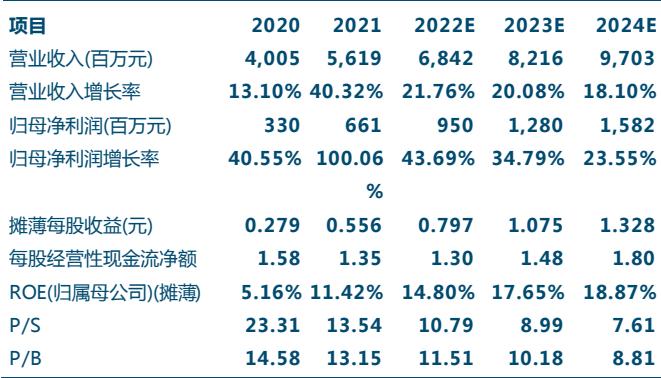 项目 2020 2021 2022E 2023E 2024E
营业收入(百万元) 4,005 5,619 6,842 8,216 9,703
营业收入增长率 13.10% 40.32% 21.76% 20.08% 18.10%
归母净利润(百万元) 330 661 950 1,280 1,582
归母净利润增长率 40.55% 100.06 43.69% 34.79% 23.55%
%
摊薄每股收益(元) 0.279 0.556 0.797 1.075 1.328
每股经营性现金流净额 1.58 1.35 1.30 1.48 1.80
ROE(归属母公司)(摊薄) 5.16% 11.42% 14.80% 17.65% 18.87%
P/S 23.31 13.54 10.79 8.99 7.61
P/B 14.58 13.15 11.51 10.18 8.81